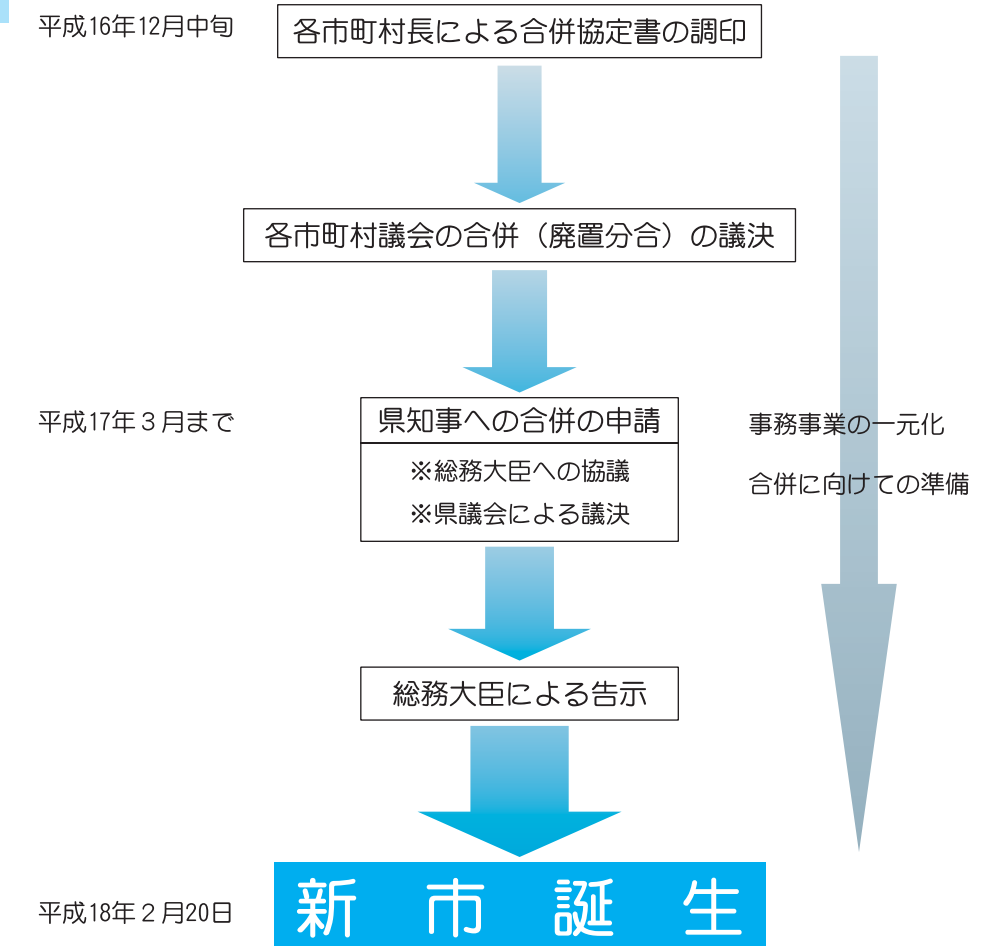 平成16年12月中旬
各市町村長による合併協定書の調印
各市町村議会の合併（廃置分合）の議決
平成17年３月まで
県知事への合併の申請
※総務大臣への協議
※県議会による議決
事務事業の一元化
合併に向けての準備
総務大臣による告示
平成18年２月20日
新市誕生